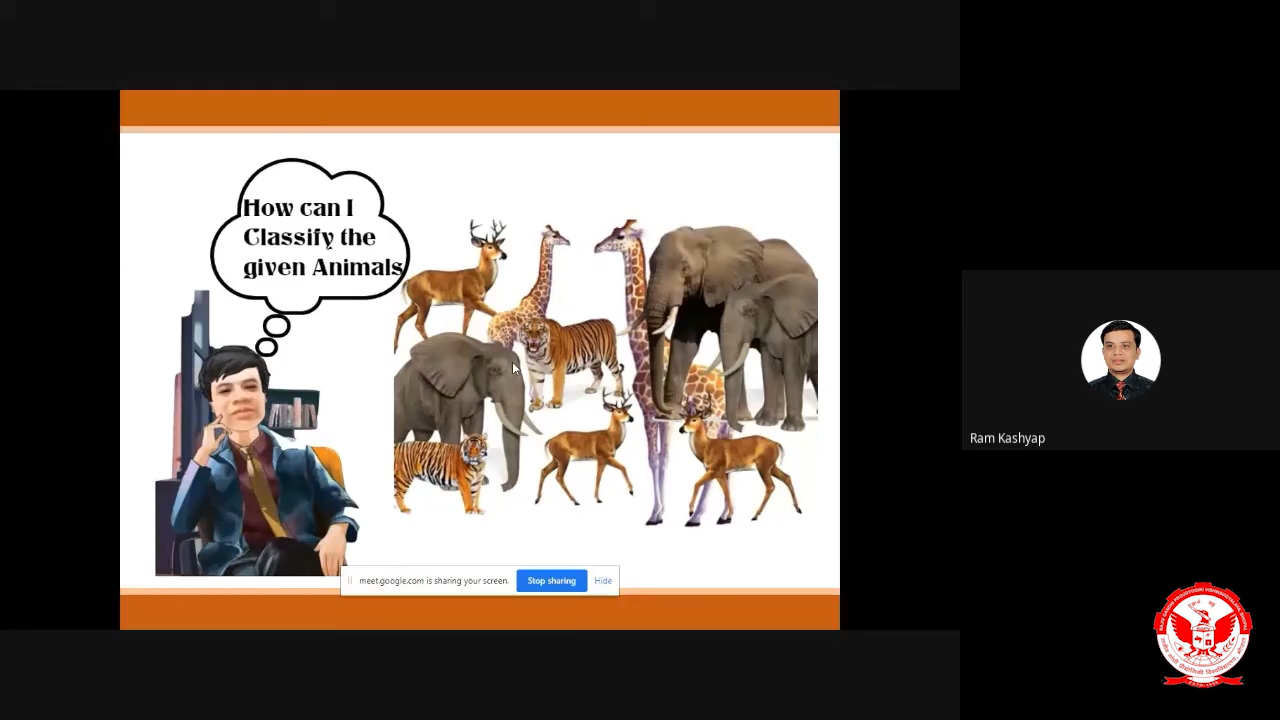 How can I
Classify the
given Animals
meet.google.com is sharing your screen.
Stop sharing
Hide
Ram Kashyap